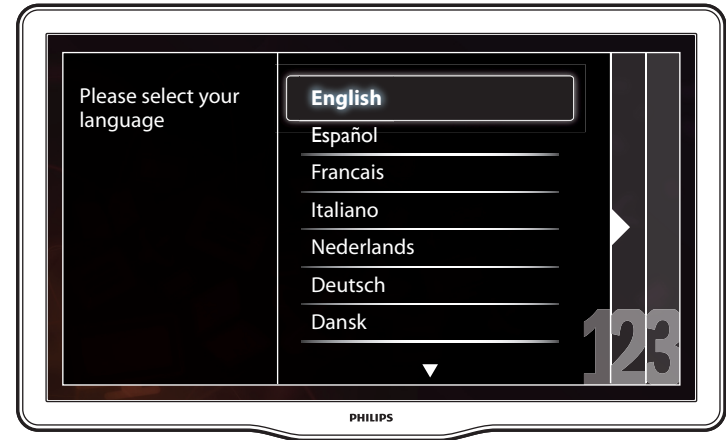 Please select your
language
English
Español
Francais
Italiano
Nederlands
Deutsch
Dansk
123
PHILIPS